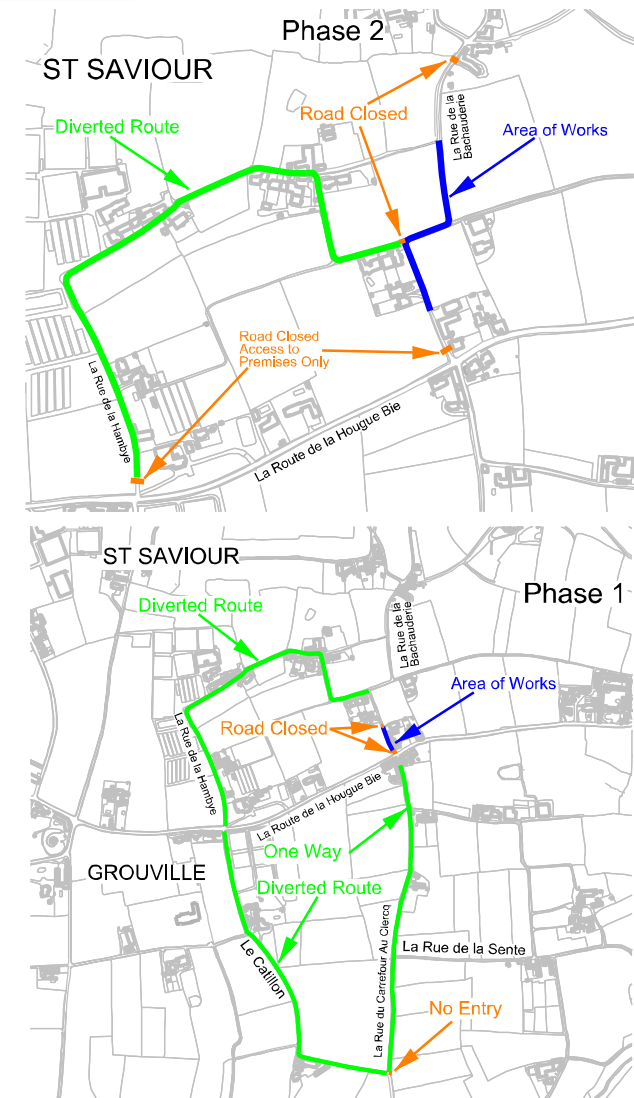 Phase 2
ST SAVIOUR
Road Closed
Diverted Route
La Rue de la
Bachauderie
Area of Works
Road Closed
Access to
Premises Only
La Rue de la Hambye
La Route de la Hougue Bie
ST SAVIOUR
Phase 1
Diverted Route
La Rue de la
Bachauderie
Area of Works
Road Closed
La Rue de la Hambye
La Route de la Hougue Bie
One Way
GROUVILLE
Diverted Route
Le Catillon
La Rue du Carrefour Au Clercq
La Rue de la Sente
No Entry